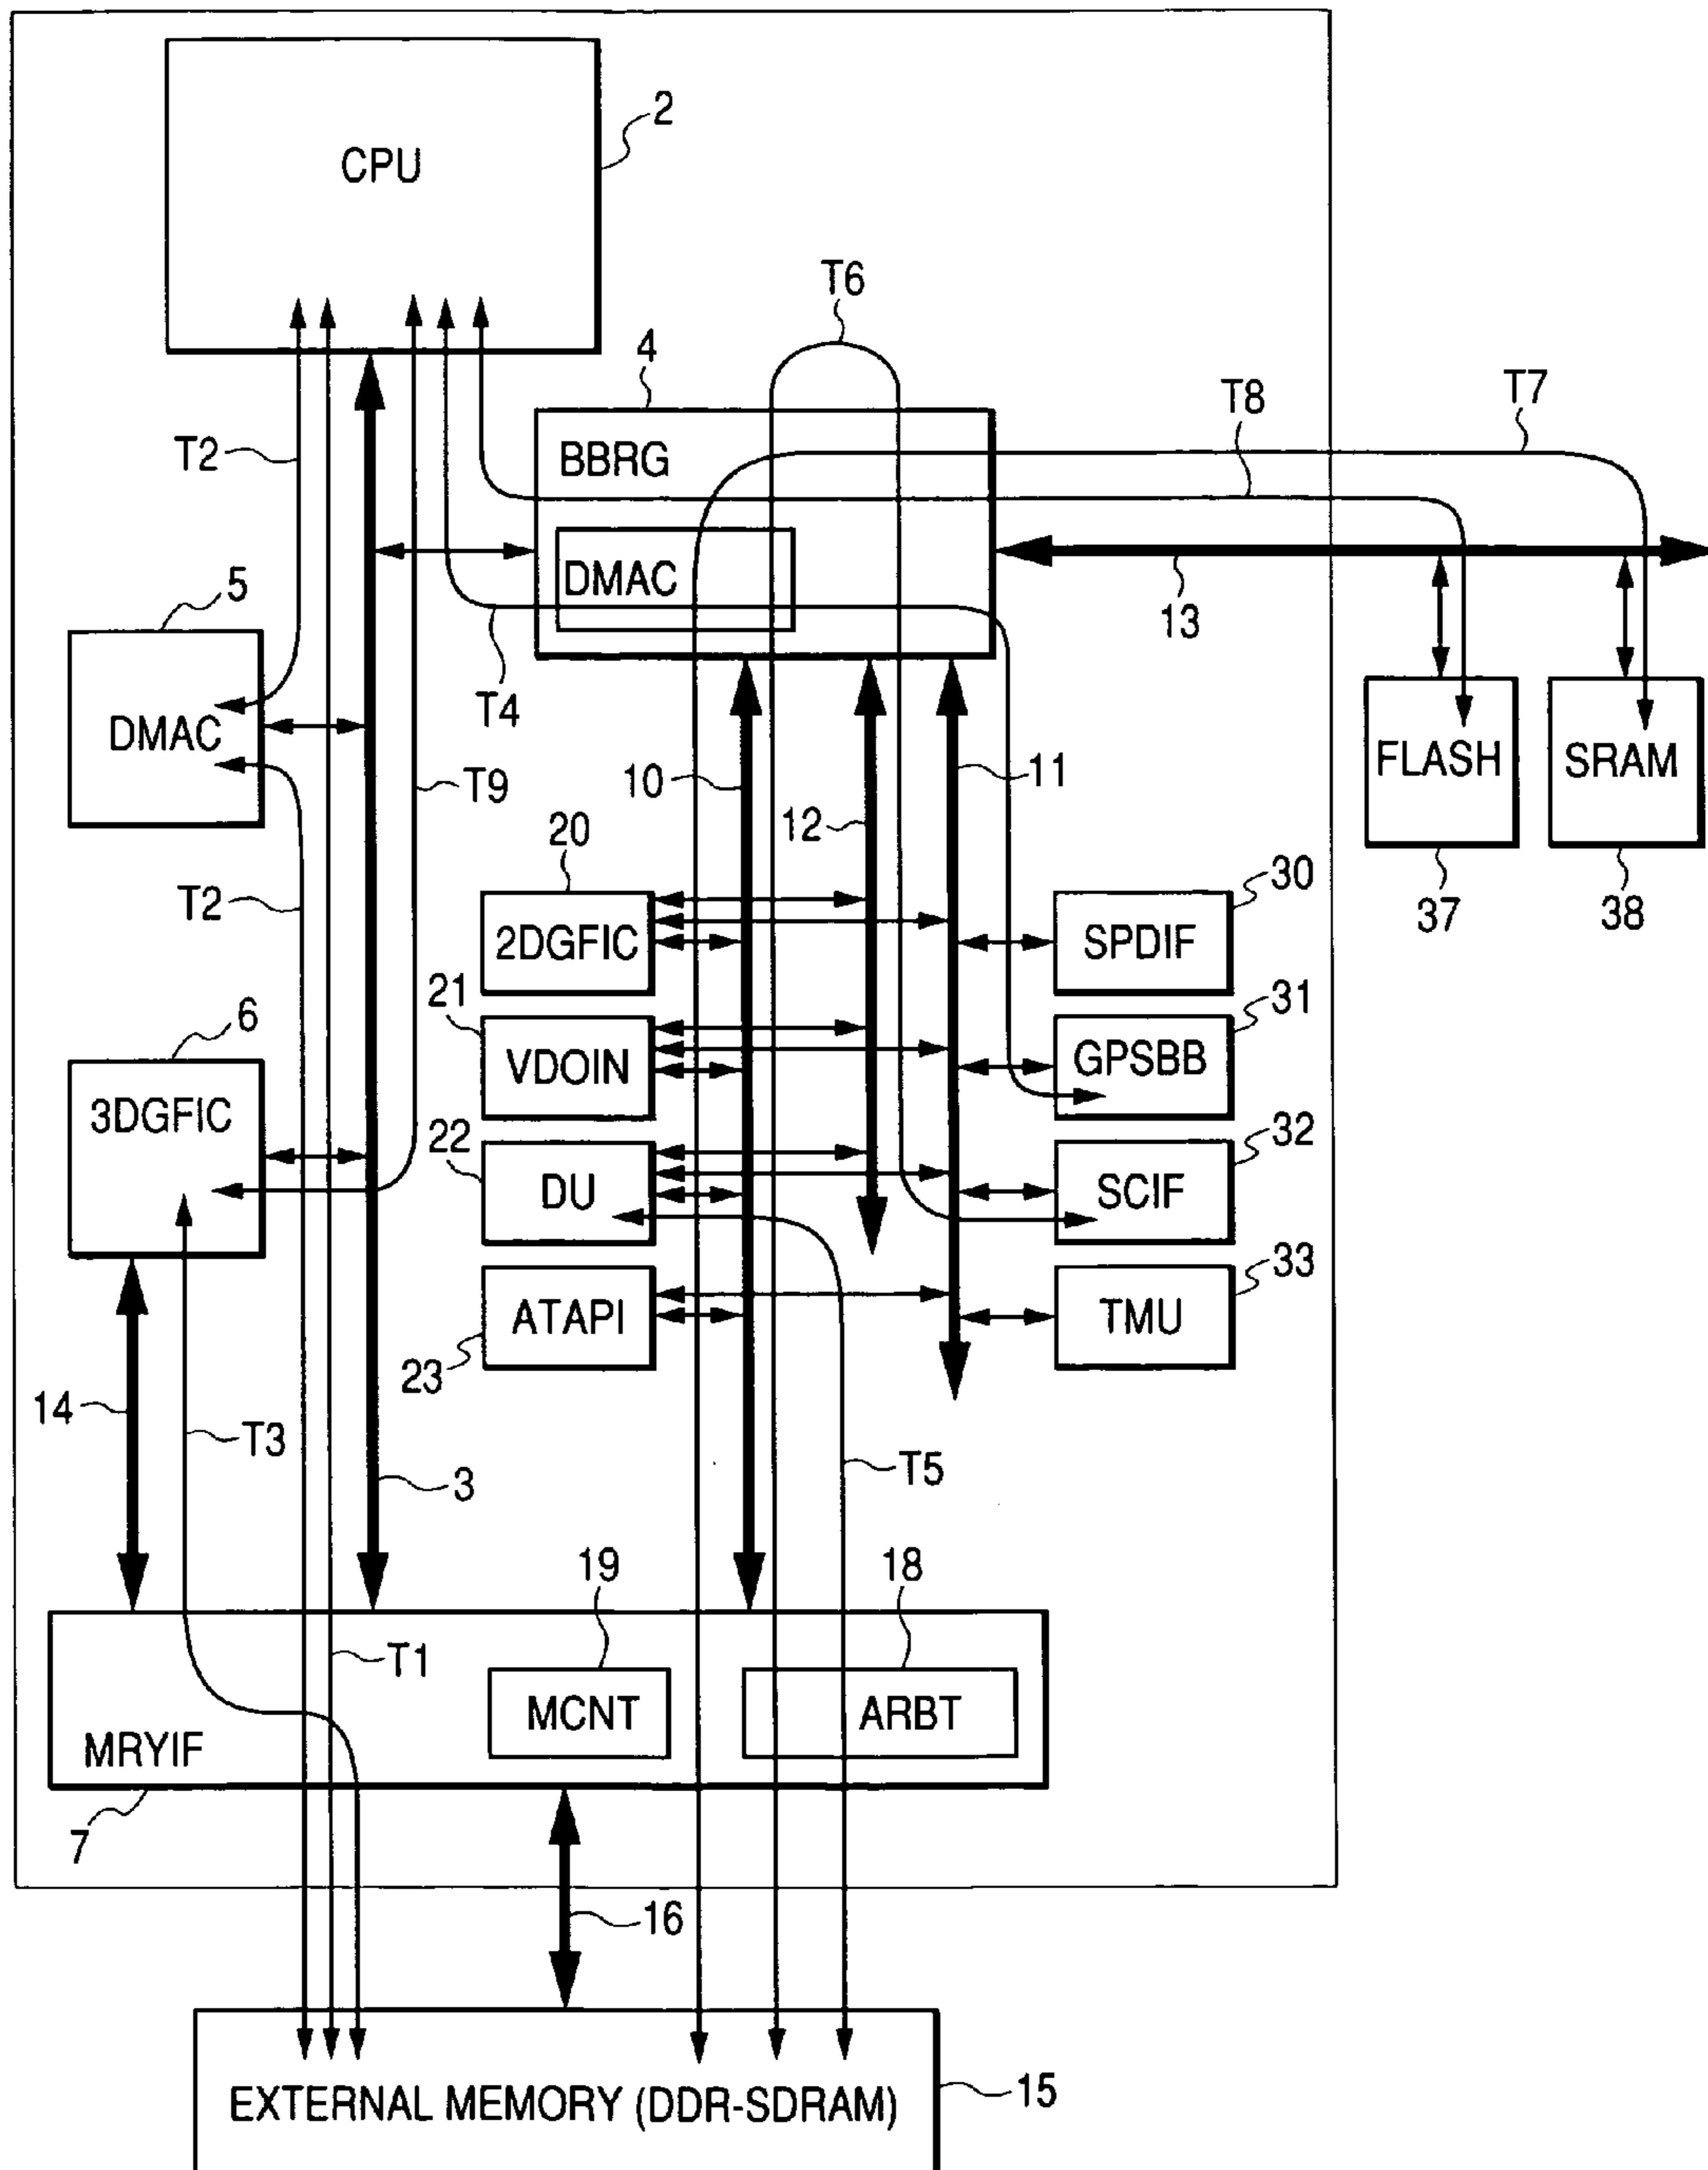 2
CPU
T6
4
T8
T7
T2
BBRG
5
DMAC
13
T4
DMAC
T9
10
11
FLASH
SRAM
12
20
30
T2
37
38
2DGFIC
SPDIF
21
31
6
VDOIN
GPSBB
3DGFIC
22
32
DU
SCIF
33
ATAPI
TMU
23
14
T3
T5
3
19
18
T1
MCNT
ARBT
MRYIF
7
16
EXTERNAL MEMORY (DDR-SDRAM)
15